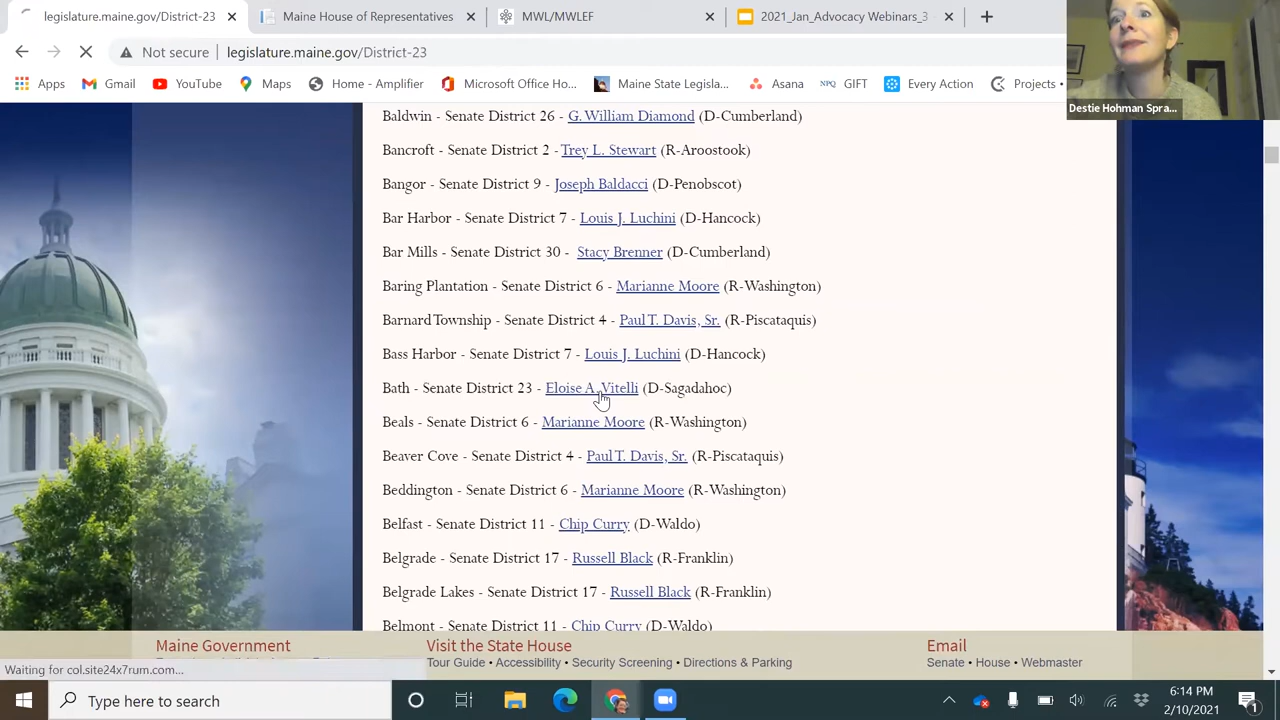 legislature.maine.gov/District-23
Maine House of Representatives
MWL/MWLEF
2021_Jan_Advocacy Webinars_3
Not secure
legislature.maine.gov/District-23
Apps
Gmail
YouTube
Maps
Home - Amplifier
Microsoft Office Ho...
Maine State Legisla...
Asana
NPQ GIFT
Every Action
Projects
Destie Hohman Spra...
Baldwin - Senate District 26 - G. William Diamond (D-Cumberland)
Bancroft - Senate District 2 - Trey L. Stewart (R-Aroostook)
Bangor - Senate District 9 - Joseph Baldacci (D-Penobscot)
Bar Harbor - Senate District 7 - Louis J. Luchini (D-Hancock)
Bar Mills - Senate District 30 - Stacy Brenner (D-Cumberland)
Baring Plantation - Senate District 6 - Marianne Moore (R-Washington)
Barnard Township - Senate District 4 - Paul T. Davis, Sr. (R-Piscataquis)
Bass Harbor - Senate District 7 - Louis J. Luchini (D-Hancock)
Bath - Senate District 23 - Eloise A. Vitelli (D-Sagadahoc)
Beals - Senate District 6 - Marianne Moore (R-Washington)
Beaver Cove - Senate District 4 - Paul T. Davis, Sr. (R-Piscataquis)
Beddington - Senate District 6 - Marianne Moore (R-Washington)
Belfast - Senate District 11 - Chip Curry (D-Waldo)
Belgrade - Senate District 17 - Russell Black (R-Franklin)
Belgrade Lakes - Senate District 17 - Russell Black (R-Franklin)
Belmont - Senate District 11 - Chip Curry (D-Waldo)
Maine Government
Visit the State House
Email
Tour Guide • Accessibility • Security Screening • Directions & Parking
Senate • House • Webmaster
Waiting for col.site24x7rum.com...
Type here to search
6:14 PM
2/10/2021
1